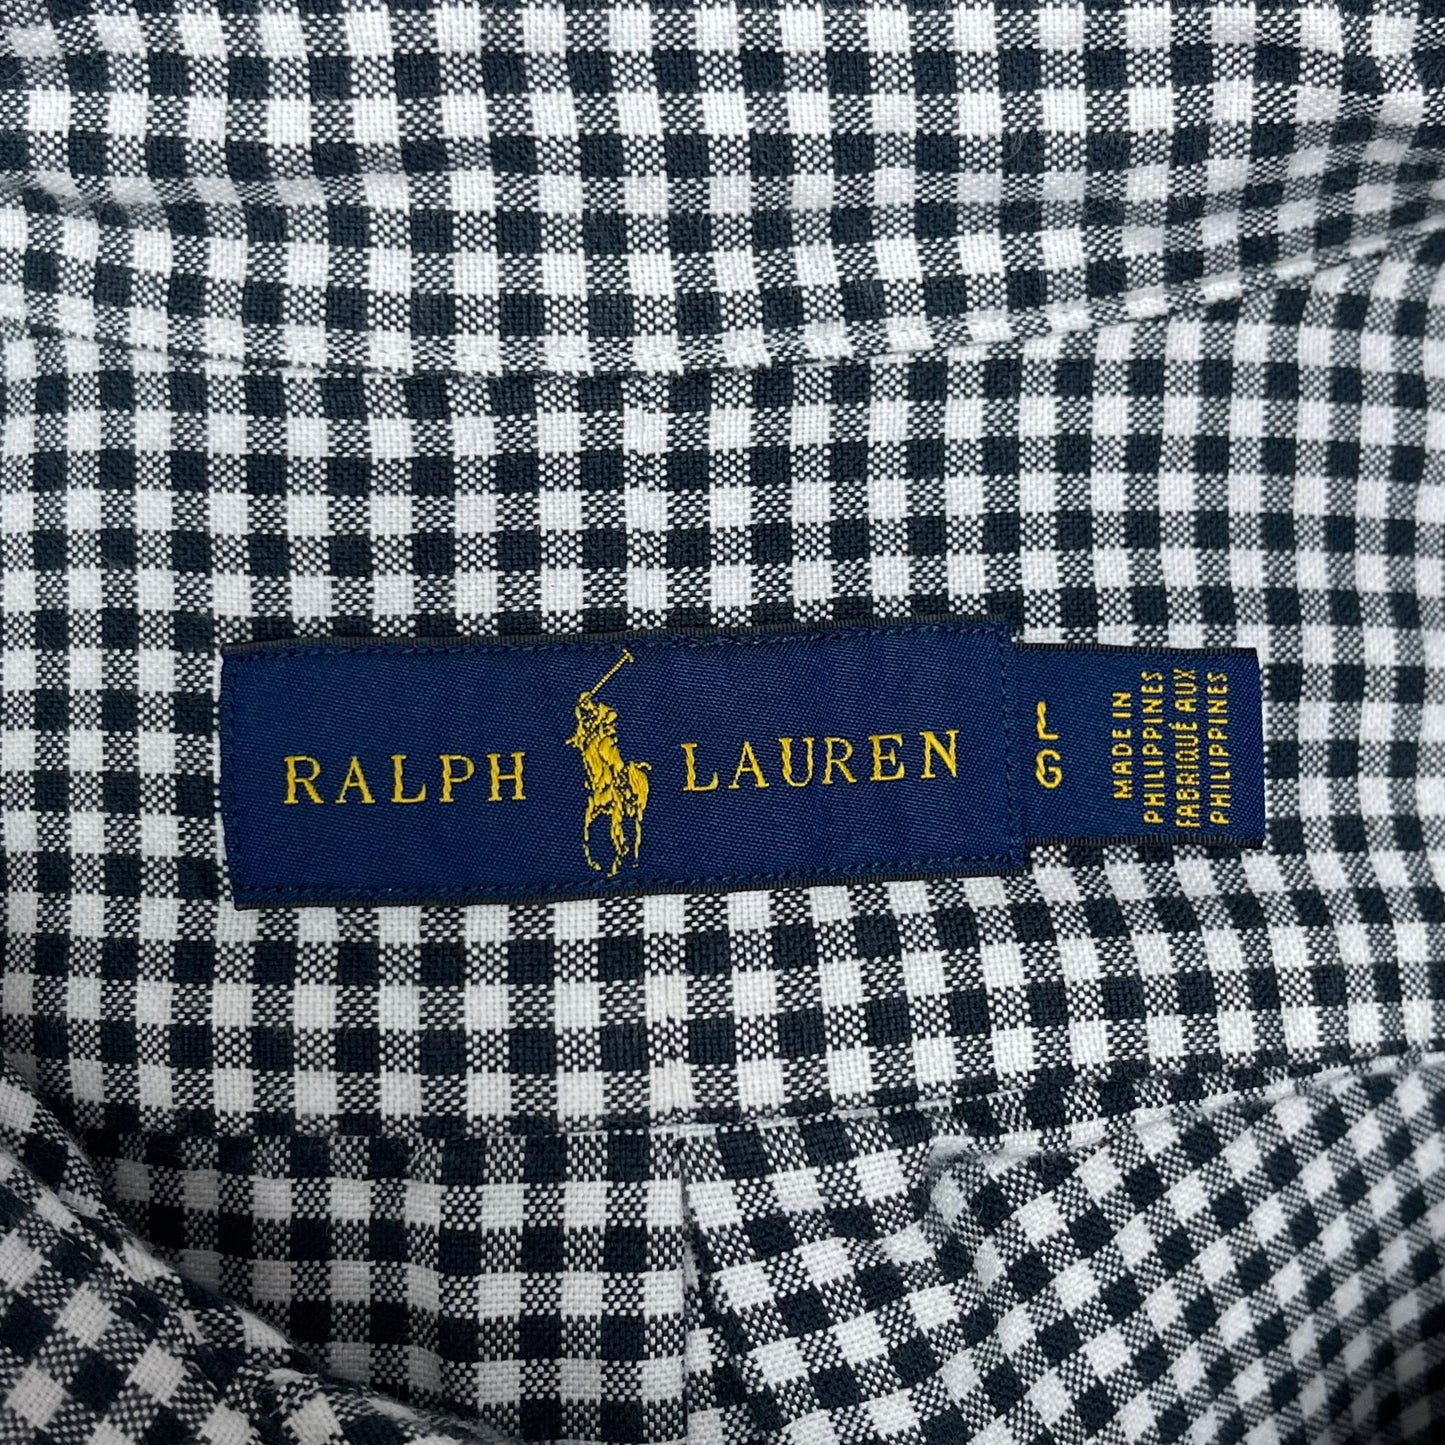 RALPH LAUREN
L
G
MADE IN
PHILIPPINES
FABRIQUÉ AUX
PHILIPPINES